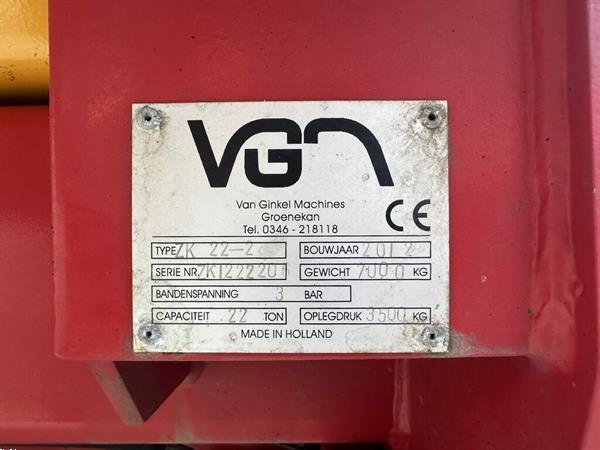 VGN
Van Ginkel Machines
Groenekan
Tel. 0346 - 218118
CE
TYPE ZK 22-2 BOUWJAAR 2012
SERIE NR. GEWICHT 7000 KG
BANDENSPANNING 3 BAR
CAPACITEIT 22 TON OPLEGDRUK 3500 KG
MADE IN HOLLAND